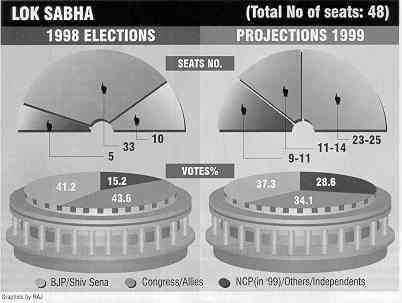 LOK SABHA (Total No of seats: 48)
1998 ELECTIONS PROJECTIONS 1999
SEATS NO.
5 33 10
9-11 11-14 23-25
VOTES%
41.2 15.2 43.6
37.3 28.6 34.1
BJP/Shiv Sena Congress/Allies NCP(in '99)/Others/Independents
Graphics by RAJ